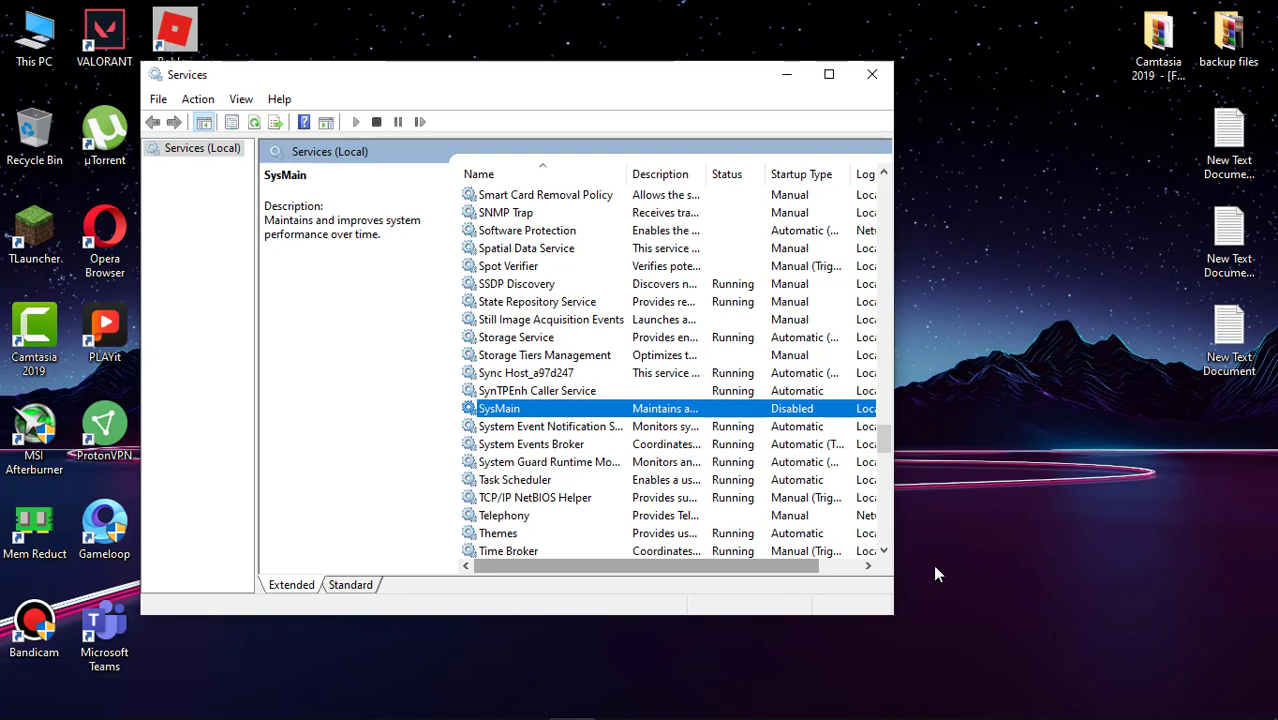 This PC
VALORANT
Recycle Bin
µTorrent
TLauncher.
Opera
Browser
Camtasia
2019
PLAYit
MSI
Afterburner
ProtonVPN
Mem Reduct
Gameloop
Bandicam
Microsoft
Teams
Services
File Action View Help
Services (Local)
Services (Local)
SysMain
Description:
Maintains and improves system
performance over time.
Name Description Status Startup Type Log
Smart Card Removal Policy Allows the s... Manual Loca
SNMP Trap Receives tra... Manual Loca
Software Protection Enables the ... Automatic (... Net
Spatial Data Service This service ... Manual Loca
Spot Verifier Verifies pote... Manual (Trig... Loca
SSDP Discovery Discovers n... Running Manual Loca
State Repository Service Provides re... Running Manual Loca
Still Image Acquisition Events Launches a... Manual Loca
Storage Service Provides en... Running Automatic (... Loca
Storage Tiers Management Optimizes t... Manual Loca
Sync Host_a97d247 This service ... Running Automatic (... Loca
SynTPEnh Caller Service Running Automatic Loca
SysMain Maintains a... Disabled Loca
System Event Notification S... Monitors sy... Running Automatic Loca
System Events Broker Coordinates... Running Automatic (T... Loca
System Guard Runtime Mo... Monitors an... Running Automatic (... Loca
Task Scheduler Enables a us... Running Automatic Loca
TCP/IP NetBIOS Helper Provides su... Running Manual (Trig... Loca
Telephony Provides Tel... Manual Net
Themes Provides us... Running Automatic Loca
Time Broker Coordinates... Running Manual (Trig... Loca
Extended Standard
Camtasia
2019 - [F...
backup files
New Text
Docume...
New Text
Docume...
New Text
Document